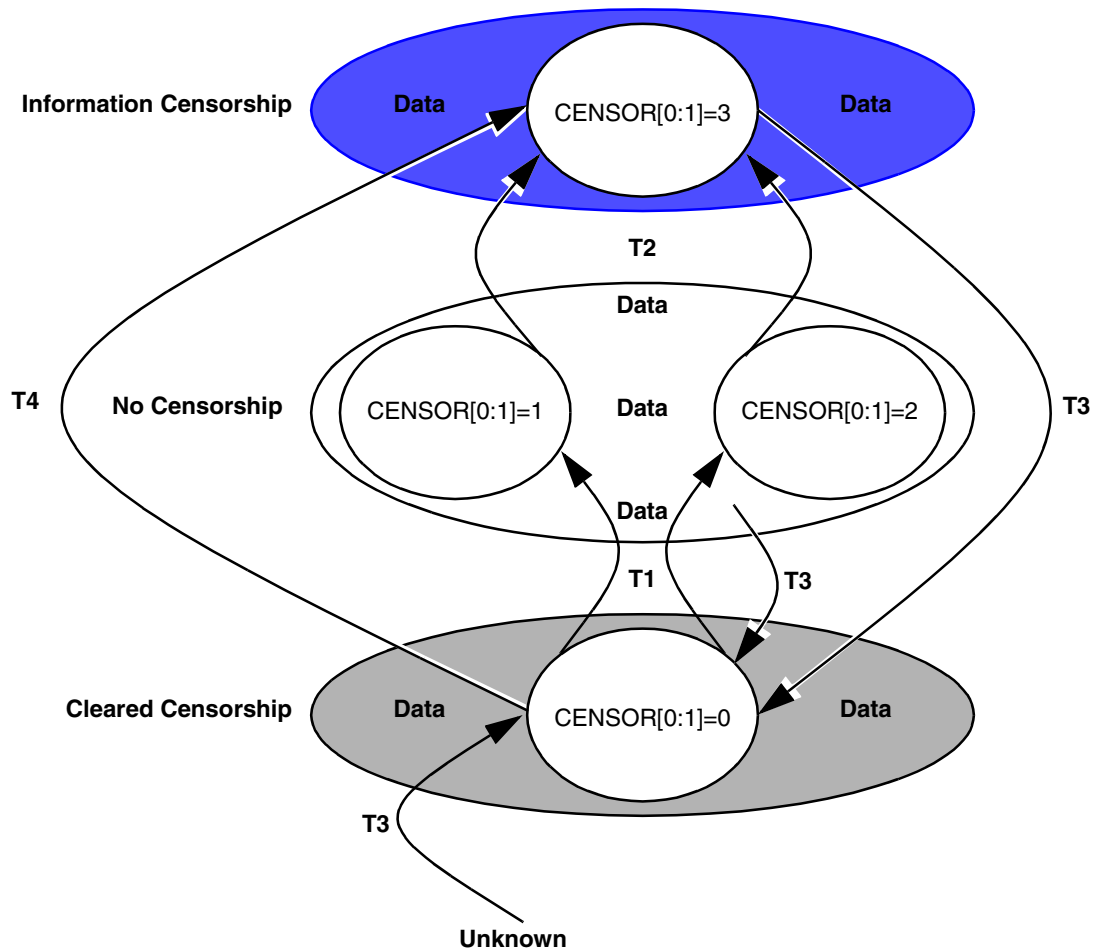 Information Censorship
Data
CENSOR[0:1]=3
Data
T2
Data
T4
No Censorship
CENSOR[0:1]=1
Data
CENSOR[0:1]=2
T3
Data
T1
T3
Cleared Censorship
Data
CENSOR[0:1]=0
Data
T3
Unknown